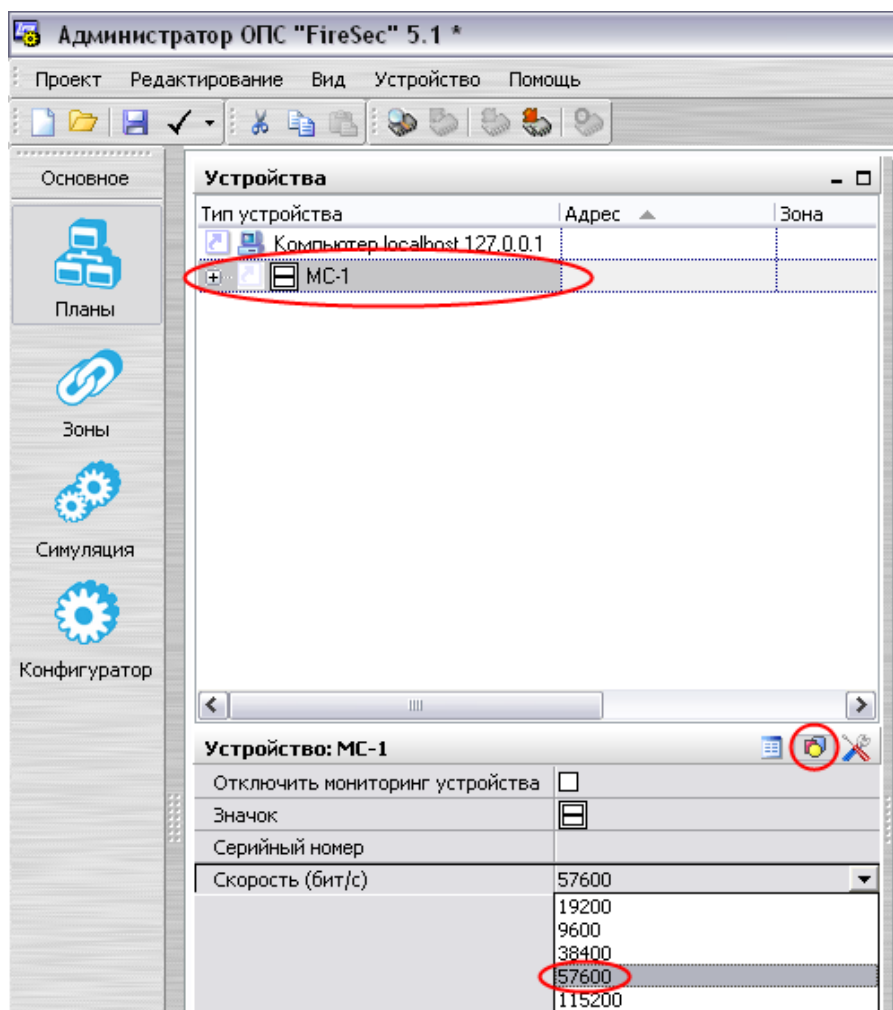 Администратор ОПС "FireSec" 5.1 *
Проект Редактирование Вид Устройство Помощь
Основное
Устройства
Тип устройства Адрес Зона
Компьютер localhost 127.0.0.1
МС-1
Планы
Зоны
Симуляция
Конфигуратор
Устройство: МС-1
Отключить мониторинг устройства
Значок
Серийный номер
Скорость (бит/с) 57600
19200
9600
38400
57600
115200